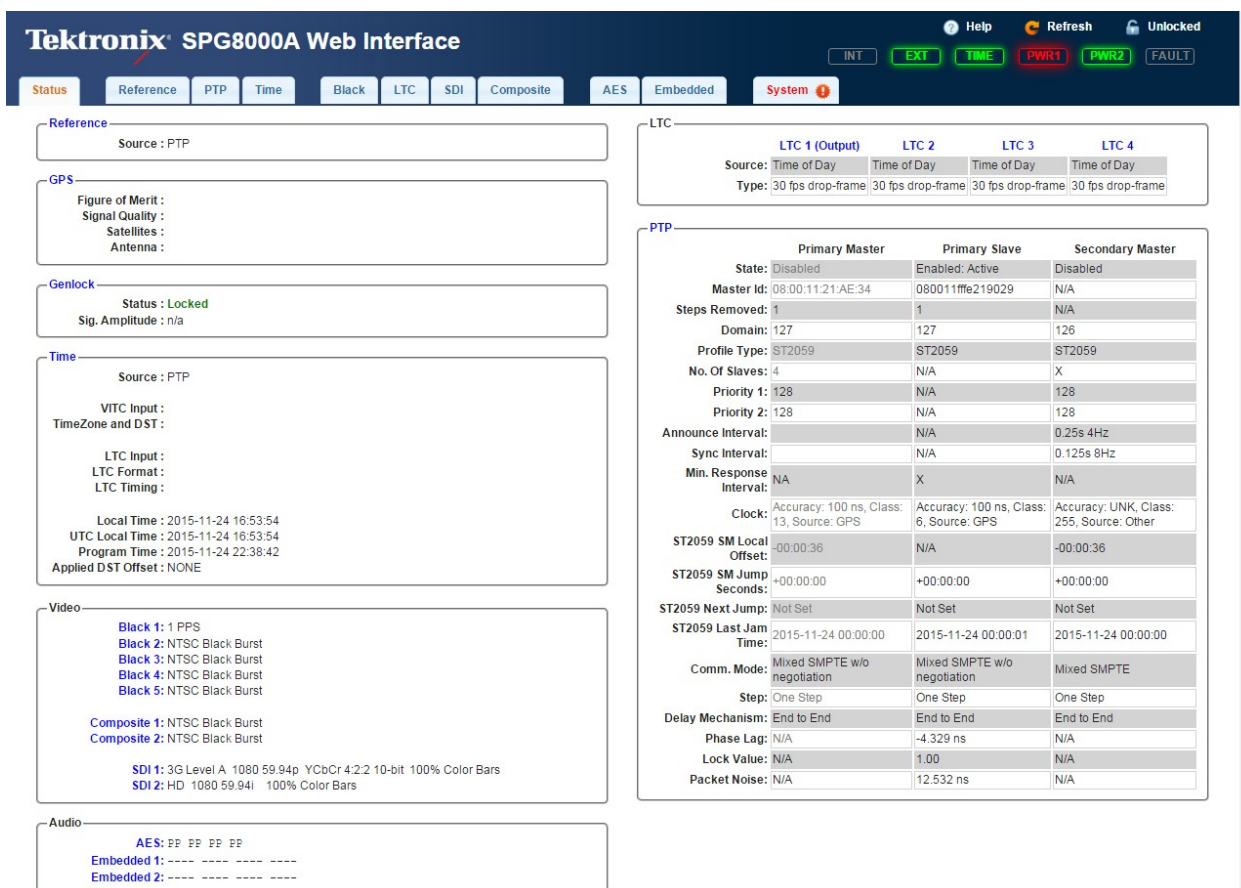 Tektronix® SPG8000A Web Interface
Help Refresh Unlocked
INT EXT TIME PWR1 PWR2 FAULT
Status Reference PTP Time Black LTC SDI Composite AES Embedded System
Reference
Source : PTP
GPS
Figure of Merit :
Signal Quality :
Satellites :
Antenna :
Genlock
Status : Locked
Sig. Amplitude : n/a
Time
Source : PTP
VITC Input :
TimeZone and DST :
LTC Input :
LTC Format :
LTC Timing :
Local Time : 2015-11-24 16:53:54
UTC Local Time : 2015-11-24 16:53:54
Program Time : 2015-11-24 22:38:42
Applied DST Offset : NONE
Video
Black 1: 1 PPS
Black 2: NTSC Black Burst
Black 3: NTSC Black Burst
Black 4: NTSC Black Burst
Black 5: NTSC Black Burst
Composite 1: NTSC Black Burst
Composite 2: NTSC Black Burst
SDI 1: 3G Level A 1080 59.94p YCbCr 4:2:2 10-bit 100% Color Bars
SDI 2: HD 1080 59.94i 100% Color Bars
Audio
AES: PP PP PP PP
Embedded 1: ---- ---- ---- ----
Embedded 2: ---- ---- ---- ----
LTC
LTC 1 (Output) LTC 2 LTC 3 LTC 4
Source: Time of Day Time of Day Time of Day Time of Day
Type: 30 fps drop-frame 30 fps drop-frame 30 fps drop-frame 30 fps drop-frame
PTP
Primary Master Primary Slave Secondary Master
State: Disabled Enabled: Active Disabled
Master Id: 08:00:11:21:AE:34 080011fffe219029 N/A
Steps Removed: 1 1 N/A
Domain: 127 127 126
Profile Type: ST2059 ST2059 ST2059
No. Of Slaves: 4 N/A X
Priority 1: 128 N/A 128
Priority 2: 128 N/A 128
Announce Interval: N/A 0.25s 4Hz
Sync Interval: N/A 0.125s 8Hz
Min. Response
Interval: NA X N/A
Clock: Accuracy: 100 ns, Class: Accuracy: 100 ns, Class: Accuracy: UNK, Class:
13, Source: GPS 6, Source: GPS 255, Source: Other
ST2059 SM Local
Offset: -00:00:36 N/A -00:00:36
ST2059 SM Jump
Seconds: +00:00:00 +00:00:00 +00:00:00
ST2059 Next Jump: Not Set Not Set Not Set
ST2059 Last Jam
Time: 2015-11-24 00:00:00 2015-11-24 00:00:01 2015-11-24 00:00:00
Comm. Mode: Mixed SMPTE w/o Mixed SMPTE w/o Mixed SMPTE
negotiation negotiation
Step: One Step One Step One Step
Delay Mechanism: End to End End to End End to End
Phase Lag: N/A -4.329 ns N/A
Lock Value: N/A 1.00 N/A
Packet Noise: N/A 12.532 ns N/A